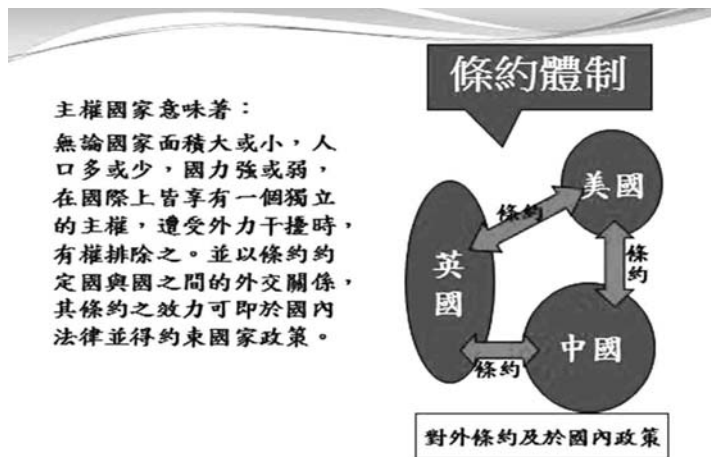 條約體制
主權國家意味著：
無論國家面積大或小，人
口多或少，國力強或弱，
在國際上皆享有一個獨立
的主權，遭受外力干擾時，
有權排除之。並以條約約
定國與國之間的外交關係，
其條約之效力可即於國內
法律並得約束國家政策。
美國
條約
英
國
條
約
中國
條約
對外條約及於國內政策